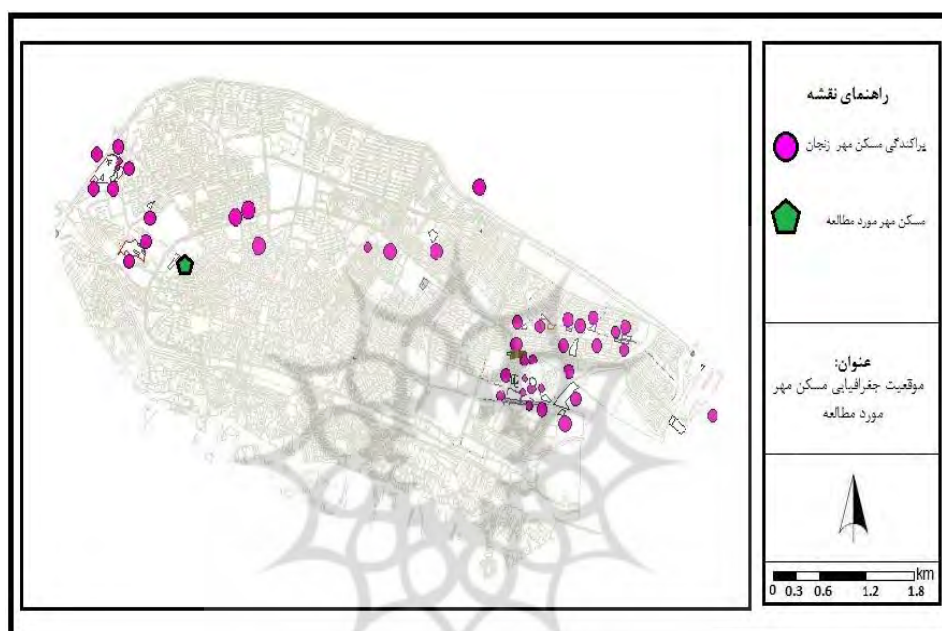 راهنمای نقشه
پراکندگی مسکن مهر زنجان
مسکن مهر مورد مطالعه
عنوان:
موقعیت جغرافیایی مسکن مهر
مورد مطالعه
km
0 0.3 0.6 1.2 1.8